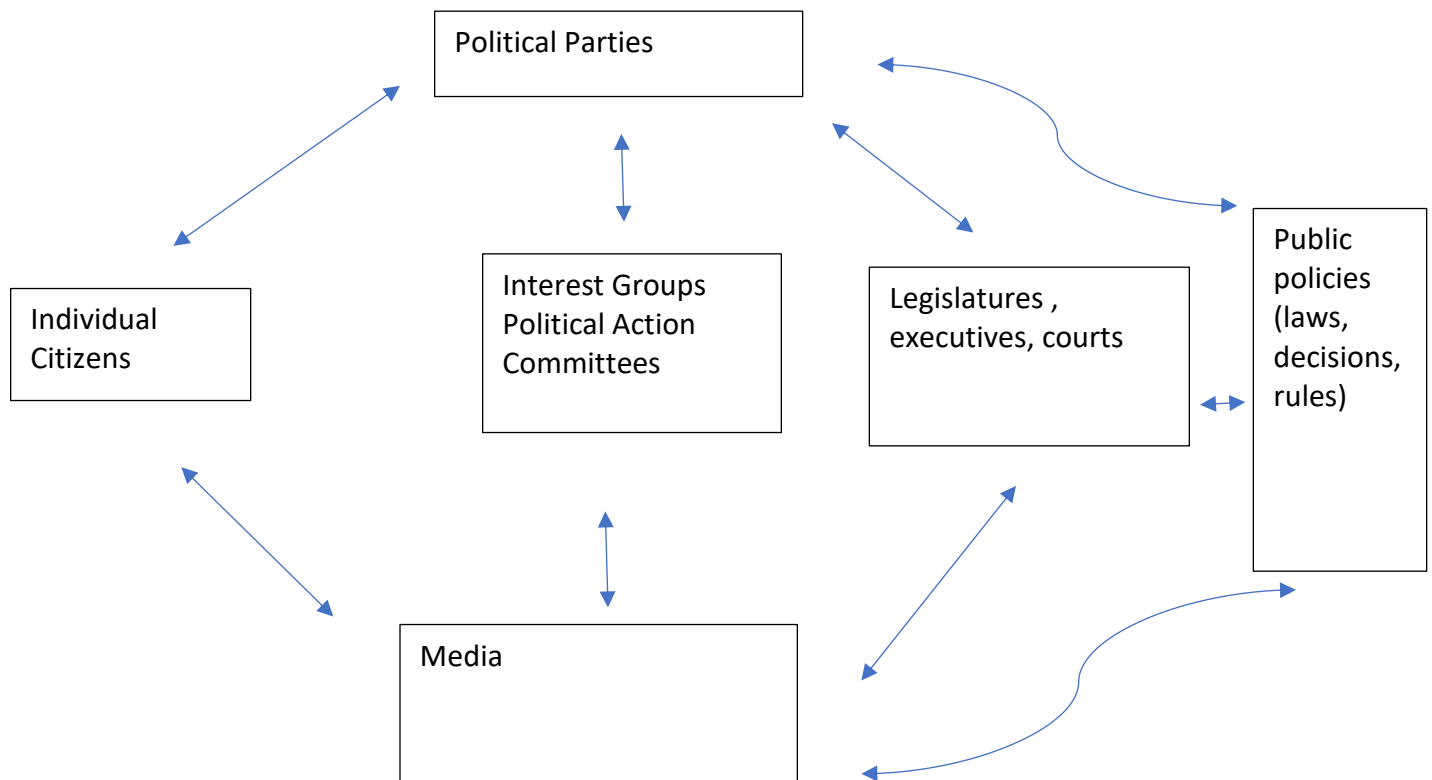 Political Parties
Individual
Citizens
Interest Groups
Political Action
Committees
Legislatures ,
executives, courts
Public
policies
(laws,
decisions,
rules)
Media